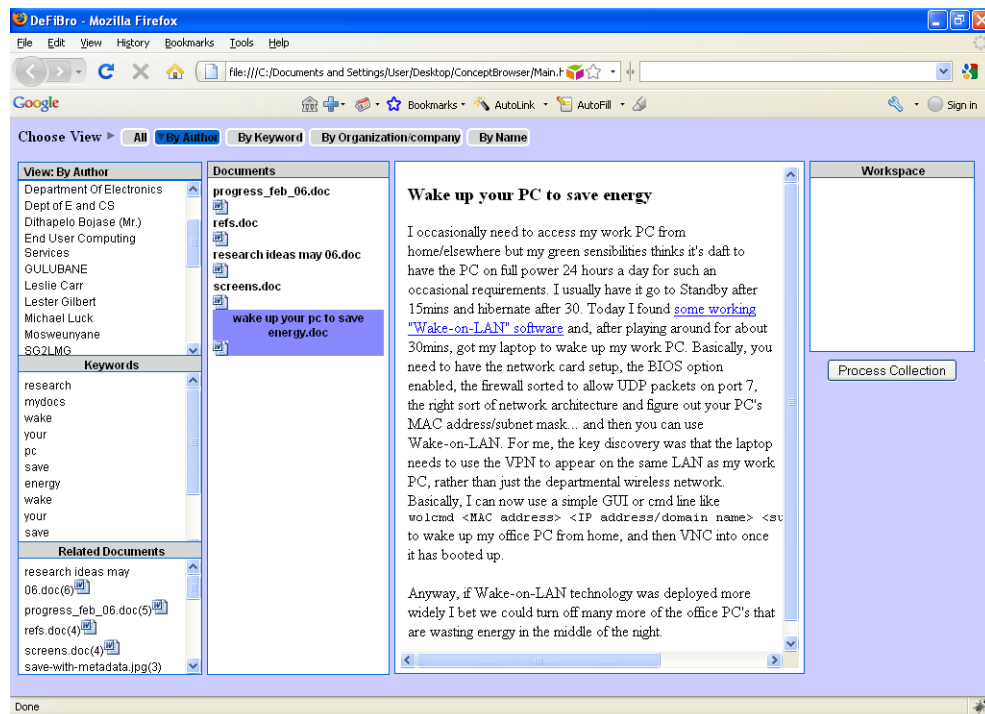 DeFiBro - Mozilla Firefox
File Edit View History Bookmarks Tools Help
file:///C:/Documents and Settings/User/Desktop/ConceptBrowser/Main.h
Google
Bookmarks AutoLink AutoFill Sign in
Choose View All By Author By Keyword By Organization/company By Name
View: By Author
Department Of Electronics
Dept of E and CS
Dithapelo Bojase (Mr.)
End User Computing
Services
GULUBANE
Leslie Carr
Lester Gilbert
Michael Luck
Mosweunyane
SG2LMG
Keywords
research
mydocs
wake
your
pc
save
energy
wake
your
save
Related Documents
research ideas may
06.doc(6)
progress_feb_06.doc(5)
refs.doc(4)
screens.doc(4)
save-with-metadata.jpg(3)
Documents
progress_feb_06.doc
refs.doc
research ideas may 06.doc
screens.doc
wake up your pc to save
energy.doc
Wake up your PC to save energy
I occasionally need to access my work PC from
home/elsewhere but my green sensibilities thinks it's daft to
have the PC on full power 24 hours a day for such an
occasional requirements. I usually have it go to Standby after
15mins and hibernate after 30. Today I found some working
"Wake-on-LAN" software and, after playing around for about
30mins, got my laptop to wake up my work PC. Basically, you
need to have the network card setup, the BIOS option
enabled, the firewall sorted to allow UDP packets on port 7,
the right sort of network architecture and figure out your PC's
MAC address/subnet mask... and then you can use
Wake-on-LAN. For me, the key discovery was that the laptop
needs to use the VPN to appear on the same LAN as my work
PC, rather than just the departmental wireless network.
Basically, I can now use a simple GUI or cmd line like
wolcmd <MAC address> <IP address/domain name> <su
to wake up my office PC from home, and then VNC into once
it has booted up.
Anyway, if Wake-on-LAN technology was deployed more
widely I bet we could turn off many more of the office PC's that
are wasting energy in the middle of the night.
Workspace
Process Collection
Done